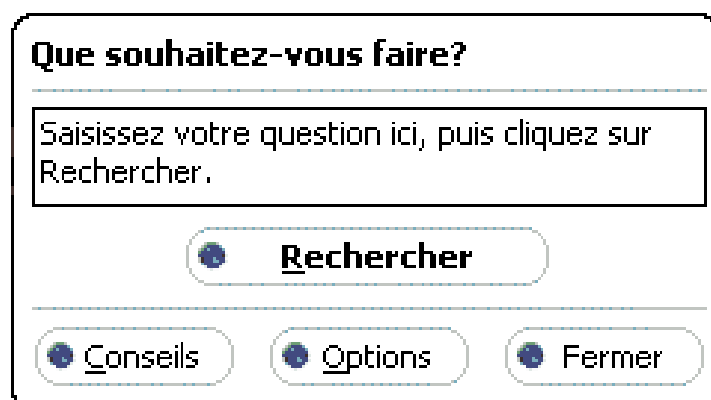 Que souhaitez-vous faire?
Saisissez votre question ici, puis cliquez sur
Rechercher.
Rechercher
Conseils Options Fermer